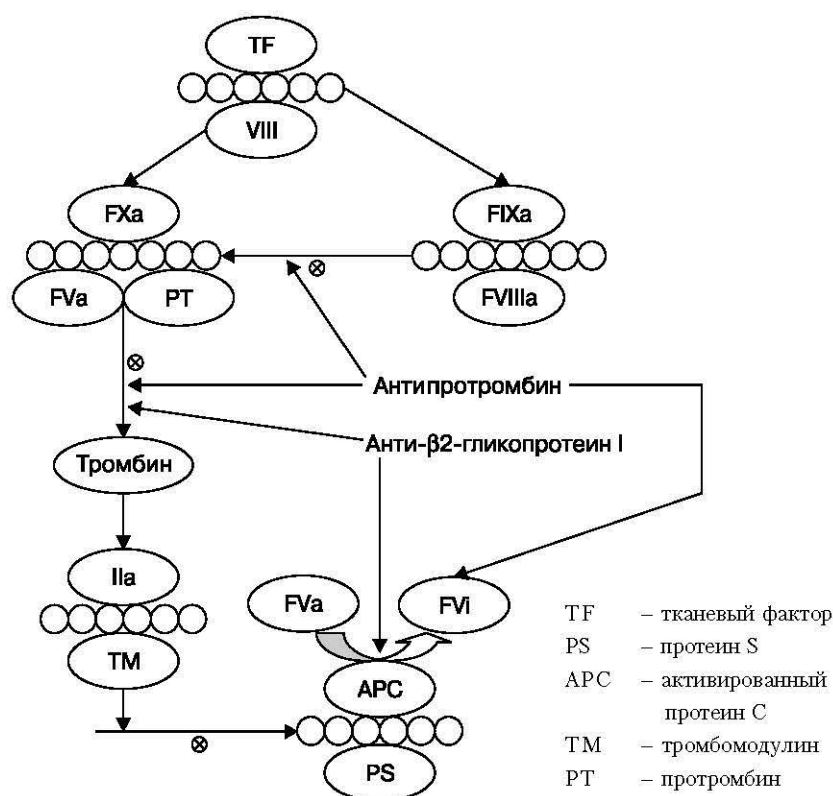 TF
VIII
FXa
FIXa
FVa
PT
FVIIIa
Антипротромбин
Анти-β2-гликопротеин I
Тромбин
IIa
FVa
FVi
TM
APC
PS
TF – тканевый фактор
PS – протеин S
APC – активированный
протеин C
TM – тромбомодулин
PT – протромбин